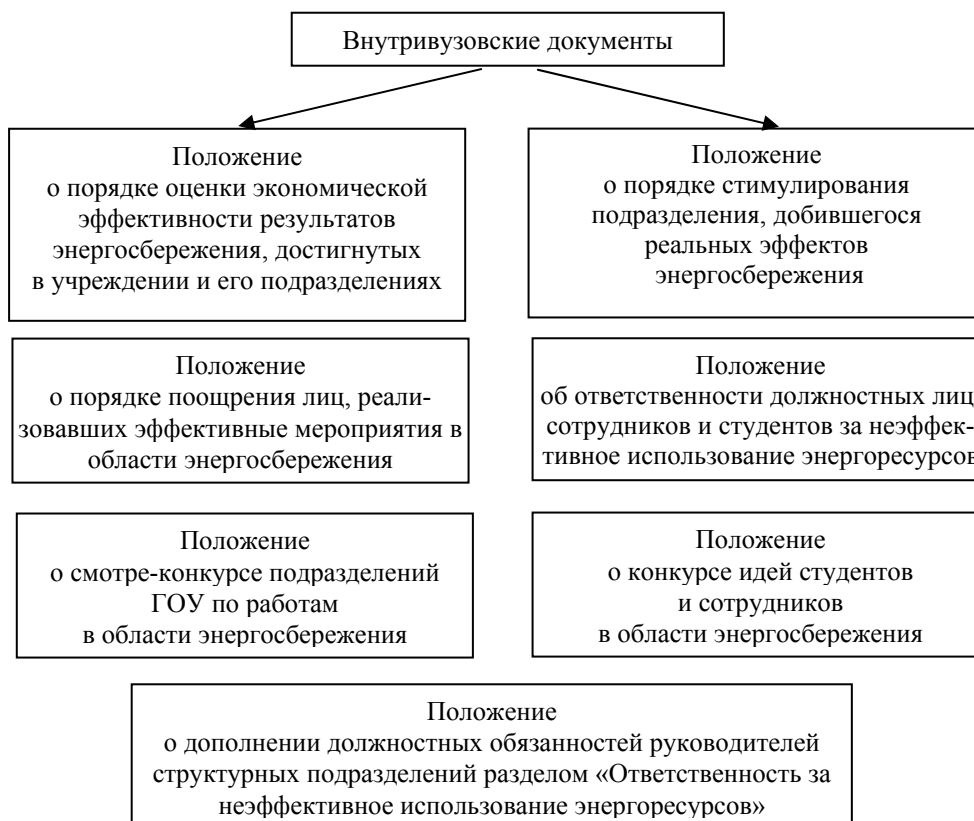 Внутривузовские документы
Положение
о порядке оценки экономической
эффективности результатов
энергосбережения, достигнутых
в учреждении и его подразделениях
Положение
о порядке стимулирования
подразделения, добившегося
реальных эффектов
энергосбережения
Положение
о порядке поощрения лиц, реали-
зовавших эффективные мероприятия в
области энергосбережения
Положение
об ответственности должностных лиц
сотрудников и студентов за неэффек-
тивное использование энергоресурсов
Положение
о смотре-конкурсе подразделений
ГОУ по работам
в области энергосбережения
Положение
о конкурсе идей студентов
и сотрудников
в области энергосбережения
Положение
о дополнении должностных обязанностей руководителей
структурных подразделений разделом «Ответственность за
неэффективное использование энергоресурсов»